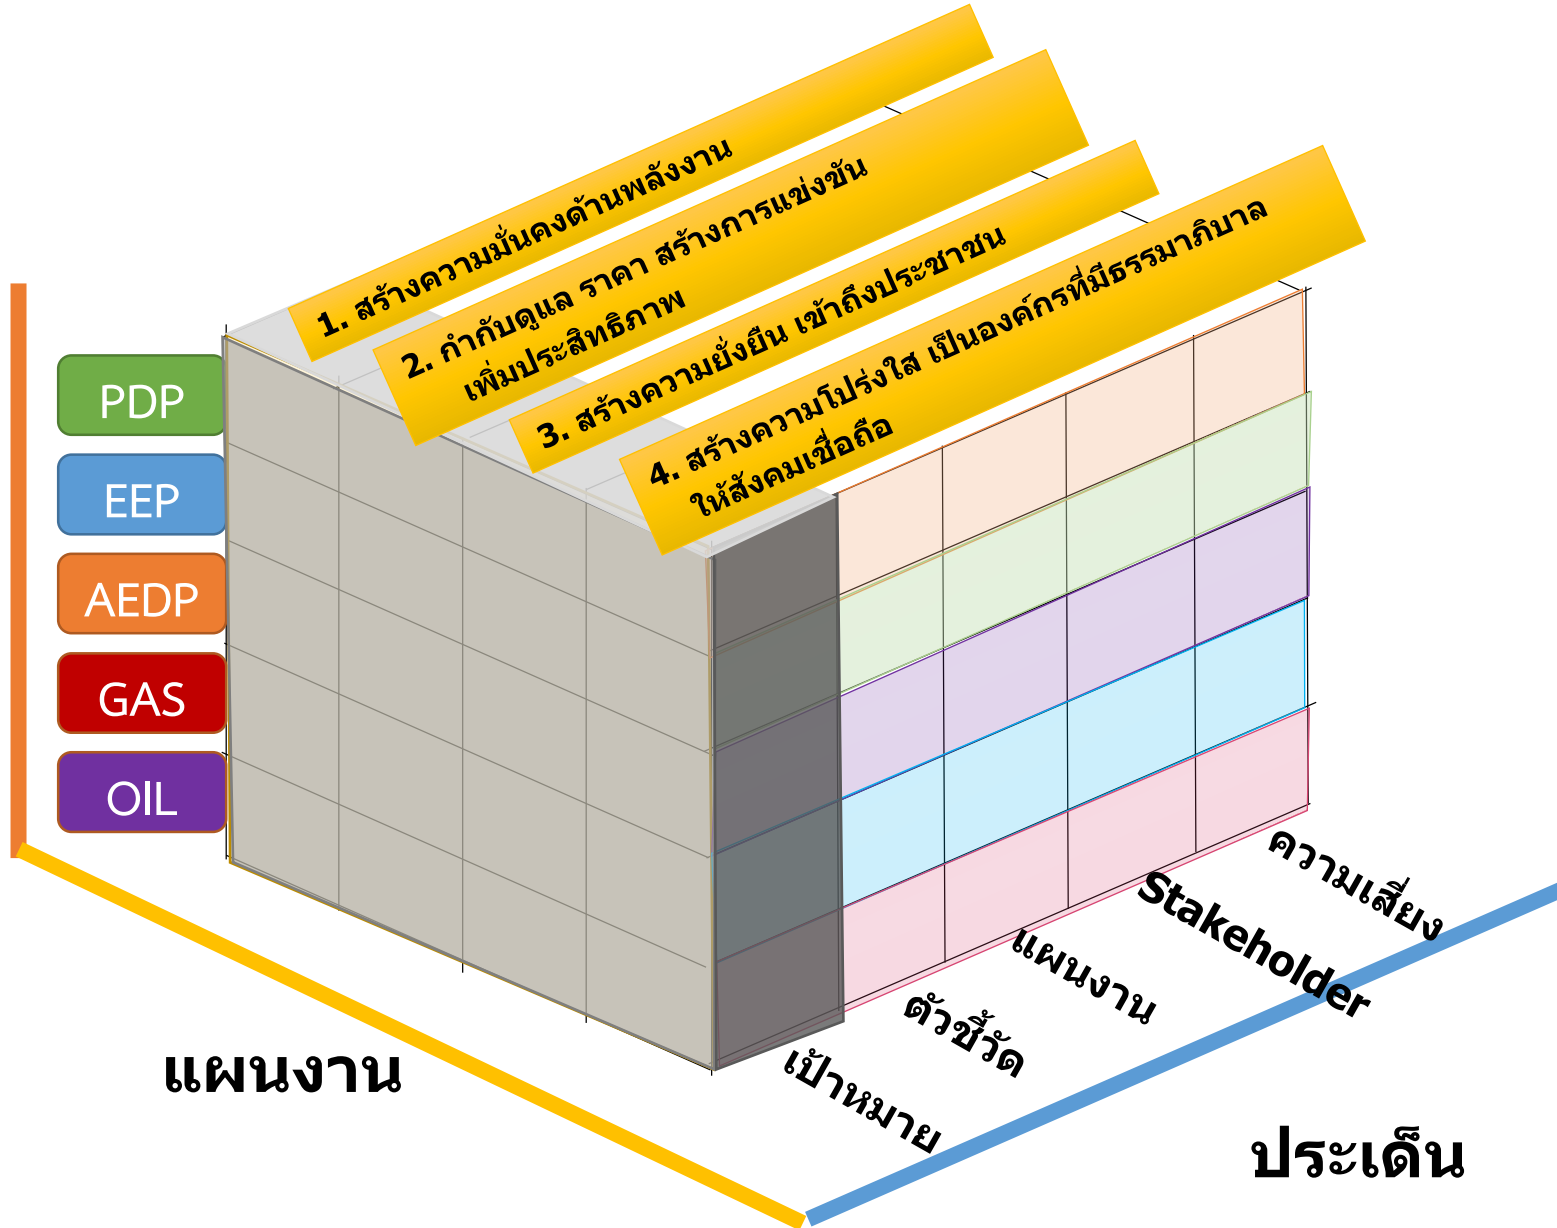 1. สร้างความมั่นคงด้านพลังงาน
2. กำกับดูแล ราคา สร้างการแข่งขัน
เพิ่มประสิทธิภาพ
3. สร้างความยั่งยืน เข้าถึงประชาชน
4. สร้างความโปร่งใส เป็นองค์กรที่มีธรรมาภิบาล
ให้สังคมเชื่อถือ
PDP
EEP
AEDP
GAS
OIL
ความเสี่ยง
Stakeholder
แผนงาน
ตัวชี้วัด
เป้าหมาย
แผนงาน
ประเด็น